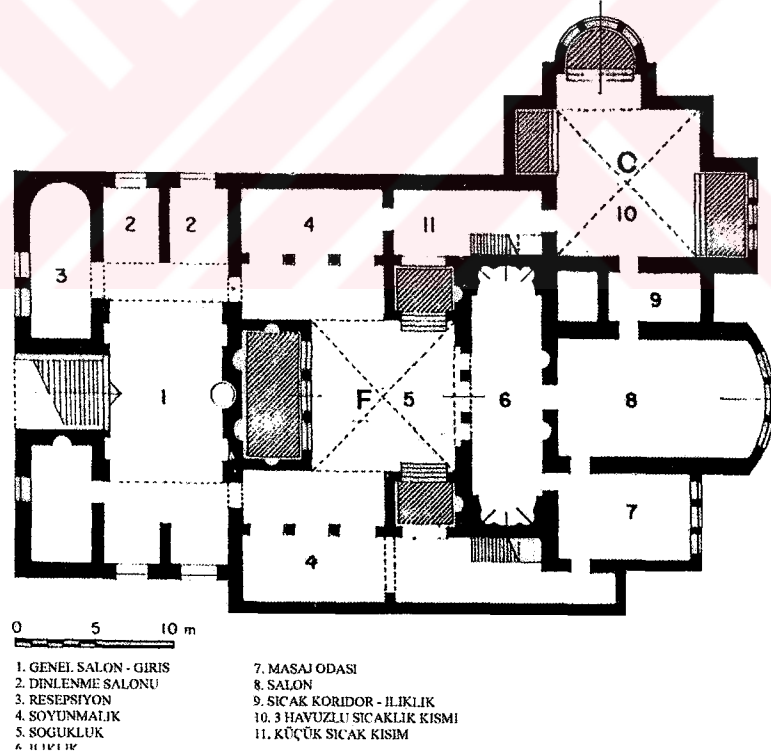 C
2
2
4
11
10
3
9
1
F
5
6
8
7
4
0 5 10 m
1. GENEL SALON - GIRIS
2. DINLENME SALONU
3. RESEPSIYON
4. SOYUNMALIK
5. SOGUKLUK
6. ILIKLIK
7. MASAJ ODASI
8. SALON
9. SICAK KORIDOR - ILIKLIK
10. 3 HAVUZLU SICAKLIK KISMI
11. KÜÇÜK SICAK KISIM